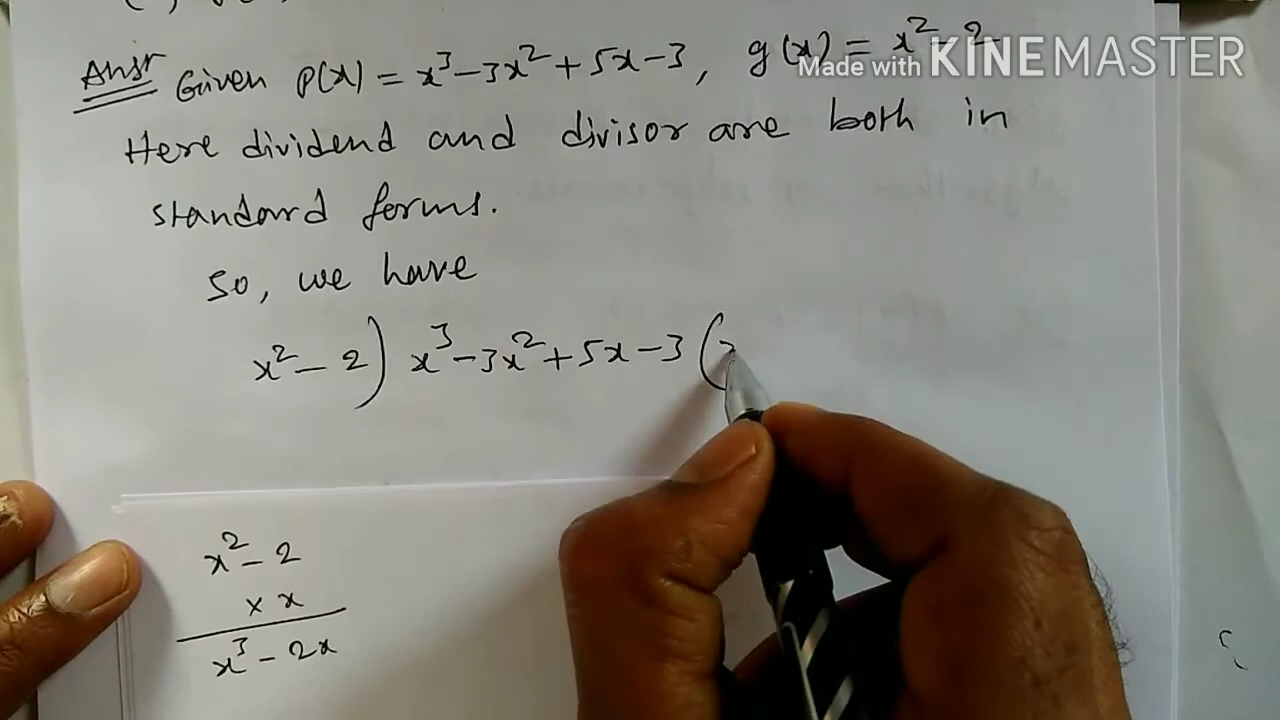 Ansr Given p(x) = x³ - 3x² + 5x - 3, g(x) = x² - 2
Made with KINEMASTER
Here dividend and divisor are both in
standard forms.
So, we have
x² - 2) x³ - 3x² + 5x - 3 (
x² - 2
× x
x³ - 2x